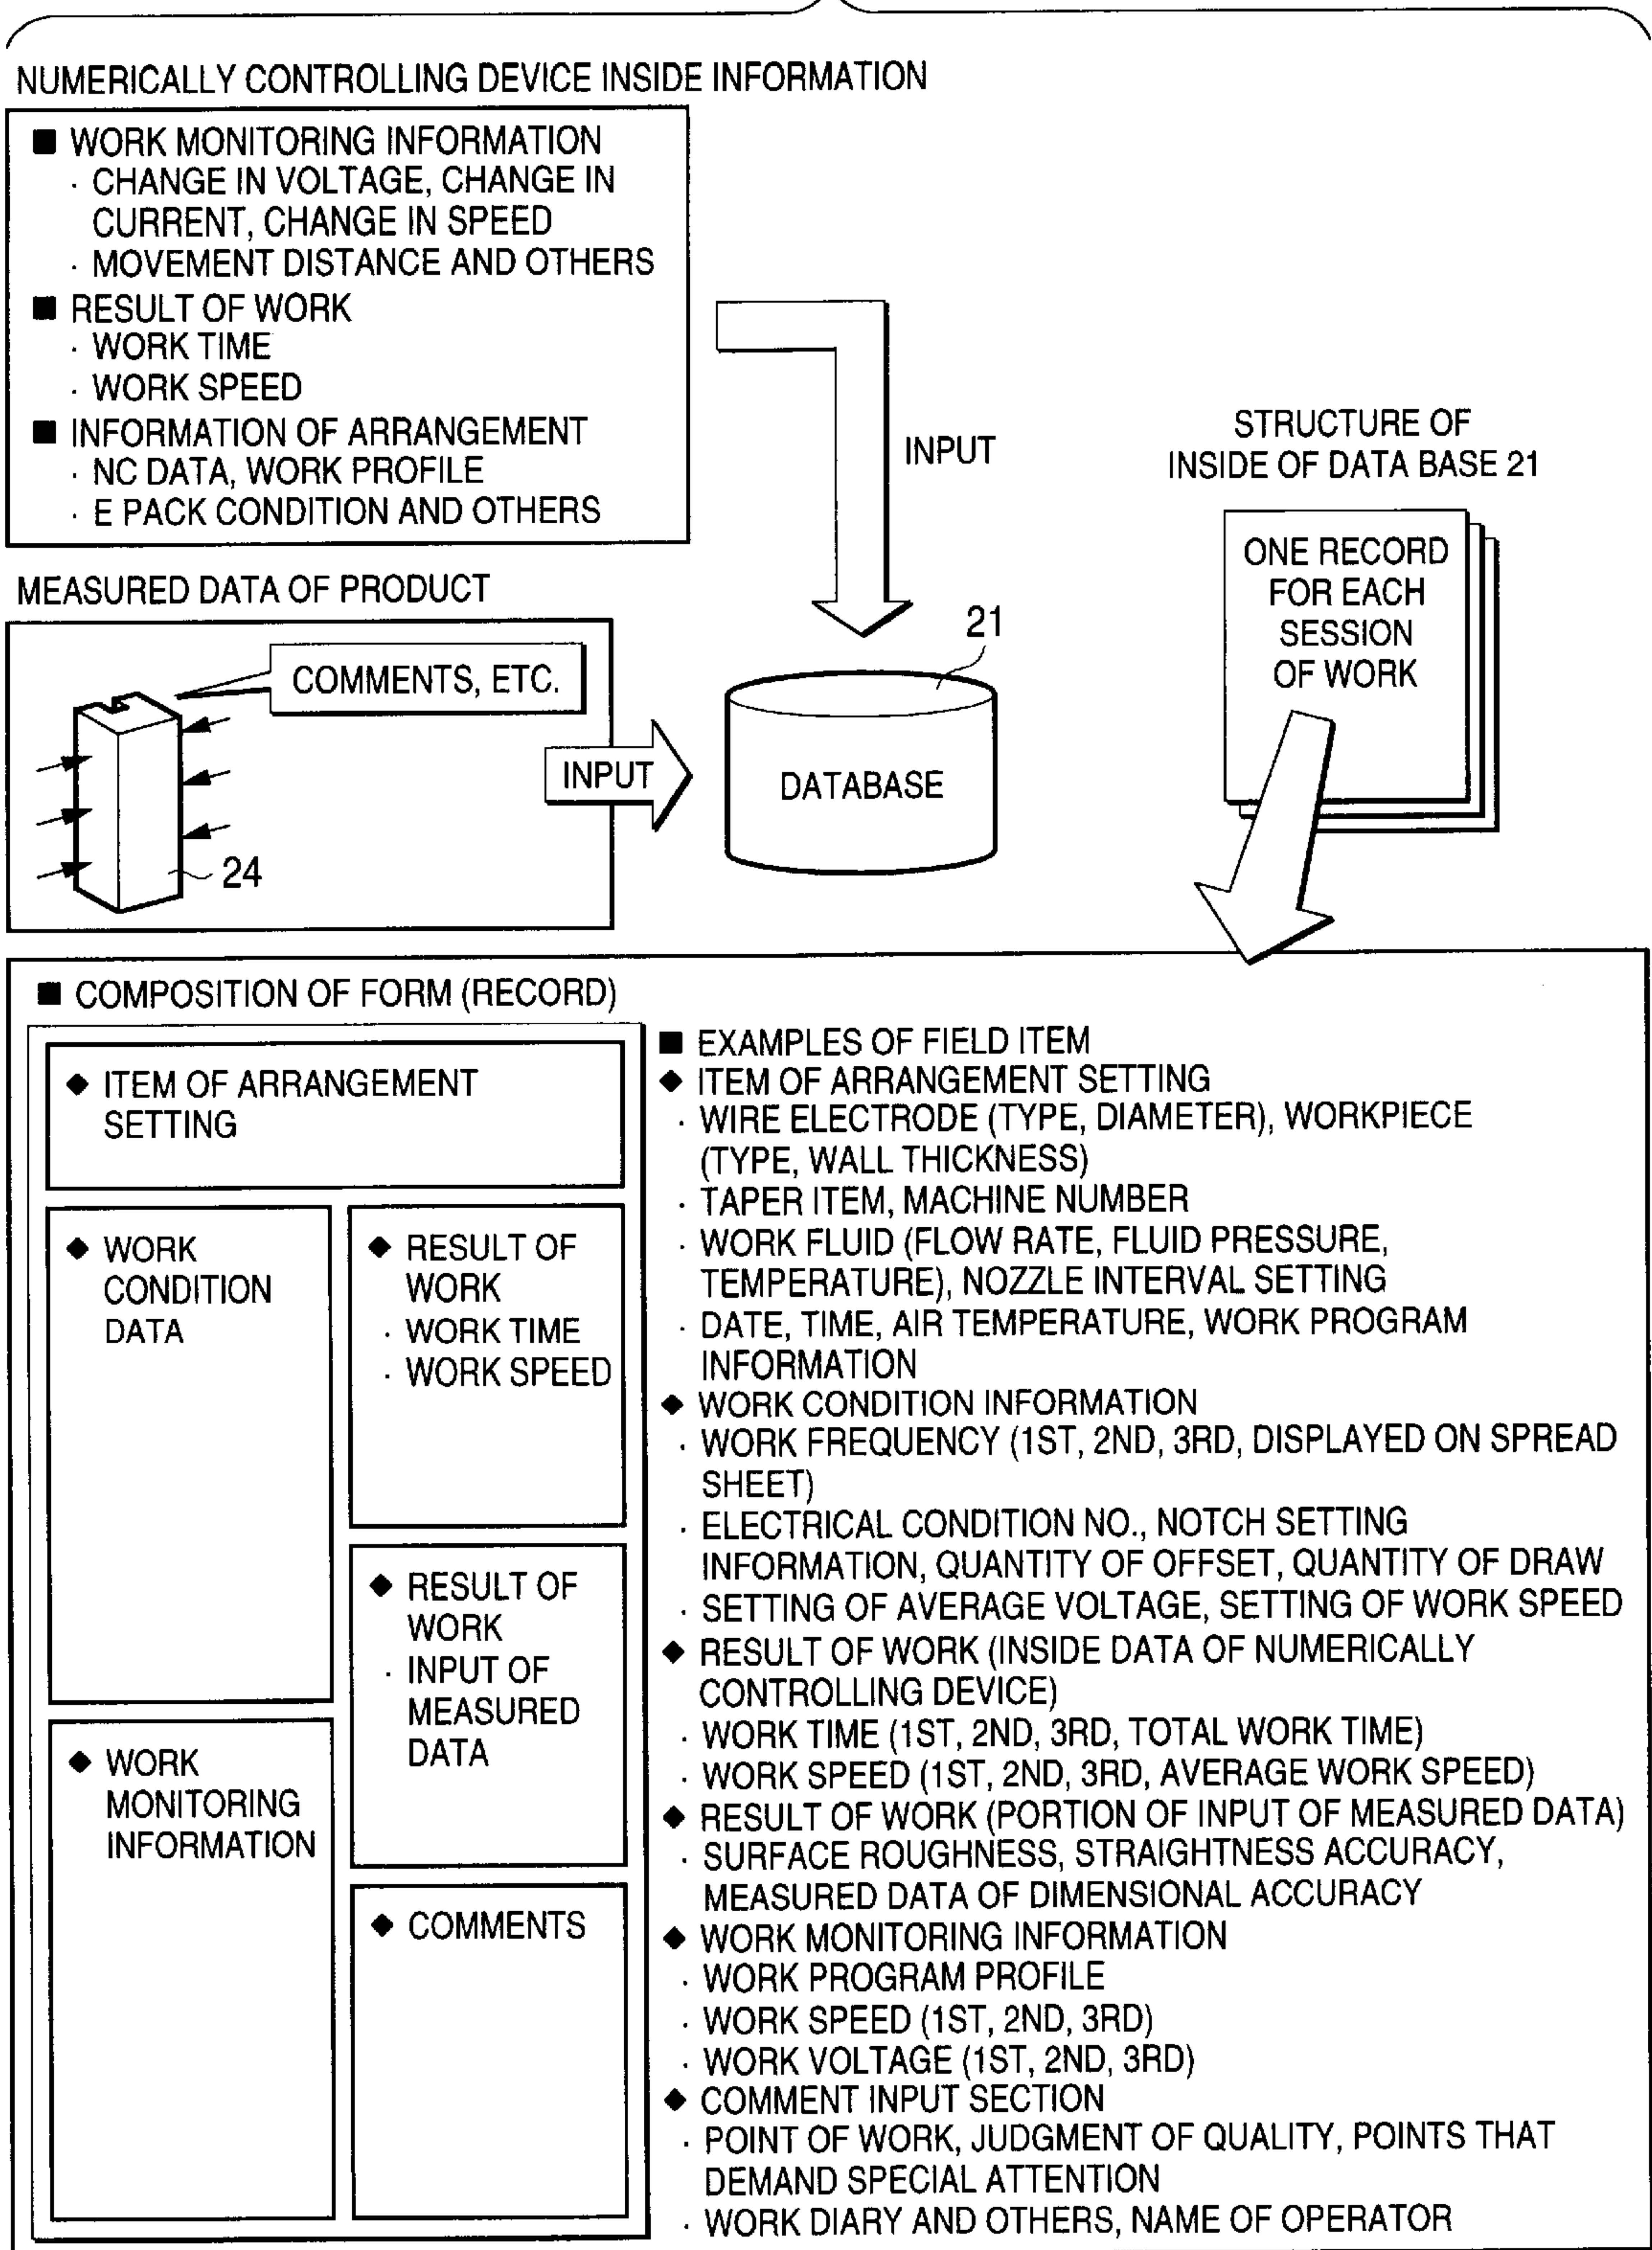 NUMERICALLY CONTROLLING DEVICE INSIDE INFORMATION
■ WORK MONITORING INFORMATION
· CHANGE IN VOLTAGE, CHANGE IN
CURRENT, CHANGE IN SPEED
· MOVEMENT DISTANCE AND OTHERS
■ RESULT OF WORK
· WORK TIME
· WORK SPEED
■ INFORMATION OF ARRANGEMENT
· NC DATA, WORK PROFILE
· E PACK CONDITION AND OTHERS
INPUT
STRUCTURE OF
INSIDE OF DATA BASE 21
ONE RECORD
FOR EACH
SESSION
OF WORK
MEASURED DATA OF PRODUCT
COMMENTS, ETC.
24
INPUT
21
DATABASE
■ COMPOSITION OF FORM (RECORD)
◆ ITEM OF ARRANGEMENT
SETTING
◆ WORK
CONDITION
DATA
◆ RESULT OF
WORK
· WORK TIME
· WORK SPEED
◆ RESULT OF
WORK
· INPUT OF
MEASURED
DATA
◆ WORK
MONITORING
INFORMATION
◆ COMMENTS
■ EXAMPLES OF FIELD ITEM
◆ ITEM OF ARRANGEMENT SETTING
· WIRE ELECTRODE (TYPE, DIAMETER), WORKPIECE
(TYPE, WALL THICKNESS)
· TAPER ITEM, MACHINE NUMBER
· WORK FLUID (FLOW RATE, FLUID PRESSURE,
TEMPERATURE), NOZZLE INTERVAL SETTING
· DATE, TIME, AIR TEMPERATURE, WORK PROGRAM
INFORMATION
◆ WORK CONDITION INFORMATION
· WORK FREQUENCY (1ST, 2ND, 3RD, DISPLAYED ON SPREAD
SHEET)
· ELECTRICAL CONDITION NO., NOTCH SETTING
INFORMATION, QUANTITY OF OFFSET, QUANTITY OF DRAW
· SETTING OF AVERAGE VOLTAGE, SETTING OF WORK SPEED
◆ RESULT OF WORK (INSIDE DATA OF NUMERICALLY
CONTROLLING DEVICE)
· WORK TIME (1ST, 2ND, 3RD, TOTAL WORK TIME)
· WORK SPEED (1ST, 2ND, 3RD, AVERAGE WORK SPEED)
◆ RESULT OF WORK (PORTION OF INPUT OF MEASURED DATA)
· SURFACE ROUGHNESS, STRAIGHTNESS ACCURACY,
MEASURED DATA OF DIMENSIONAL ACCURACY
◆ WORK MONITORING INFORMATION
· WORK PROGRAM PROFILE
· WORK SPEED (1ST, 2ND, 3RD)
· WORK VOLTAGE (1ST, 2ND, 3RD)
◆ COMMENT INPUT SECTION
· POINT OF WORK, JUDGMENT OF QUALITY, POINTS THAT
DEMAND SPECIAL ATTENTION
· WORK DIARY AND OTHERS, NAME OF OPERATOR